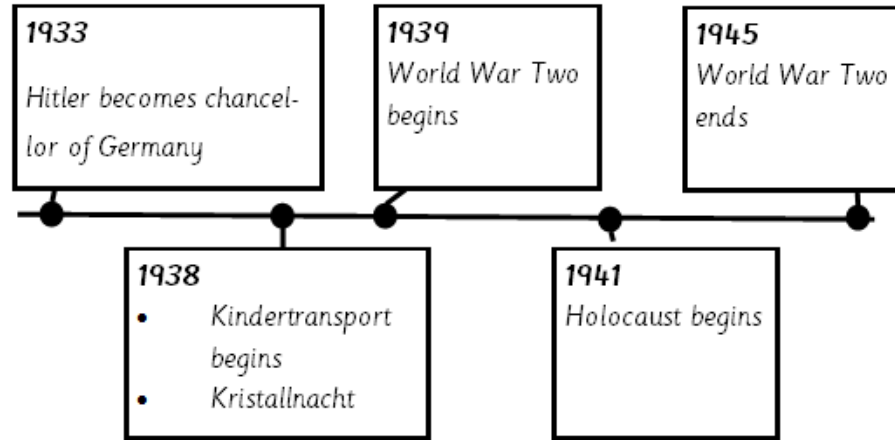 1933
Hitler becomes chancel-
lor of Germany
1938
• Kindertransport
begins
• Kristallnacht
1939
World War Two
begins
1941
Holocaust begins
1945
World War Two
ends